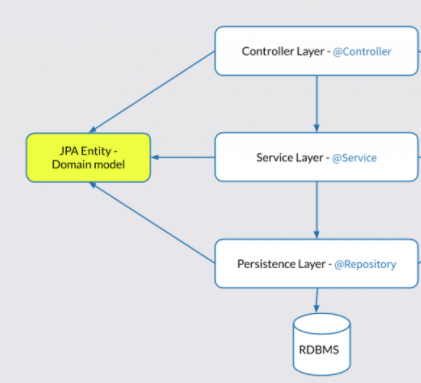 Controller Layer - @Controller
JPA Entity -
Domain model
Service Layer - @Service
Persistence Layer - @Repository
RDBMS